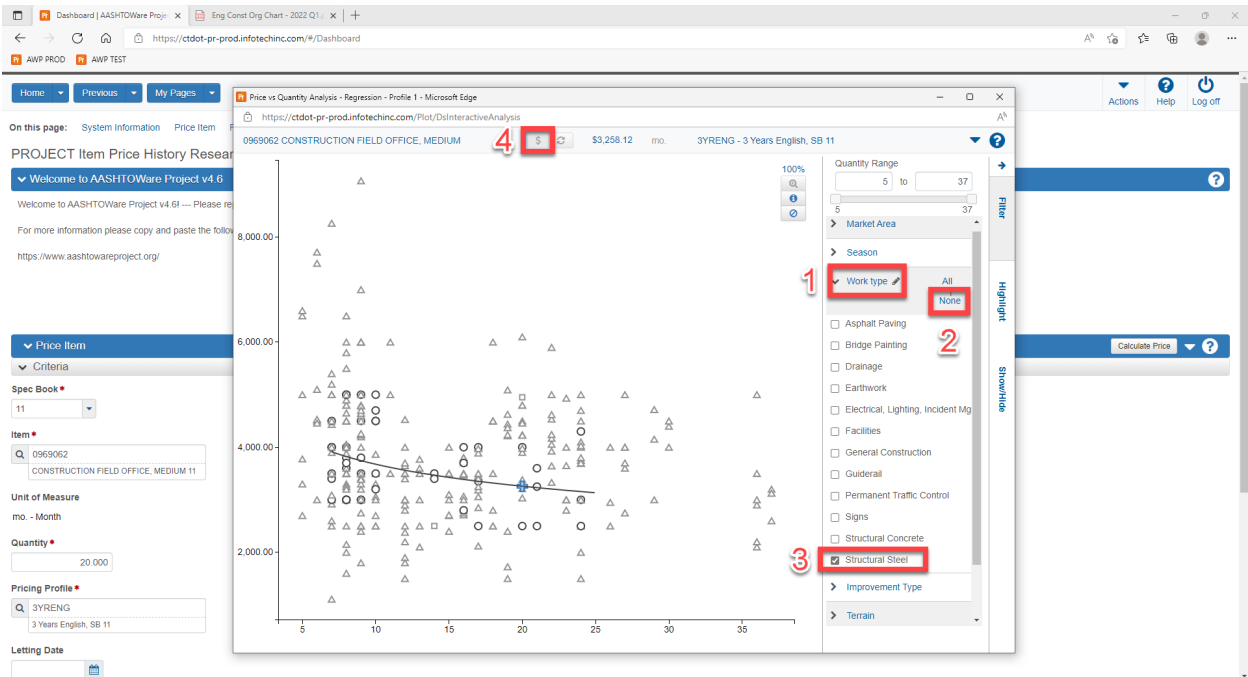 Dashboard | AASHTOWare Proje
Eng Const Org Chart - 2022 Q1
https://ctdot-pr-prod.infotechinc.com/#/Dashboard
AWP PROD
AWP TEST
Home
Previous
My Pages
Actions
Help
Log off
On this page: System Information Price Item
PROJECT Item Price History Resear
Welcome to AASHTOWare Project v4.6
Welcome to AASHTOWare Project v4.6! --- Please re
For more information please copy and paste the follow
https://www.aashtowareproject.org/
Price Item
Calculate Price
Criteria
Spec Book
11
Item
0969062
CONSTRUCTION FIELD OFFICE, MEDIUM 11
Unit of Measure
mo. - Month
Quantity
20.000
Pricing Profile
3YRENG
3 Years English, SB 11
Letting Date
Price vs Quantity Analysis - Regression - Profile 1 - Microsoft Edge
https://ctdot-pr-prod.infotechinc.com/Plot/DsInteractiveAnalysis
0969062 CONSTRUCTION FIELD OFFICE, MEDIUM
4
$
$3,258.12
mo.
3YRENG - 3 Years English, SB 11
100%
8,000.00
6,000.00
4,000.00
2,000.00
5 10 15 20 25 30 35
Quantity Range
5 to 37
5 37
Market Area
Season
1
Work type
All
None
2
Asphalt Paving
Bridge Painting
Drainage
Earthwork
Electrical, Lighting, Incident Mg
Facilities
General Construction
Guiderail
Permanent Traffic Control
Signs
Structural Concrete
3
Structural Steel
Improvement Type
Terrain
Filter
Highlight
Show/Hide